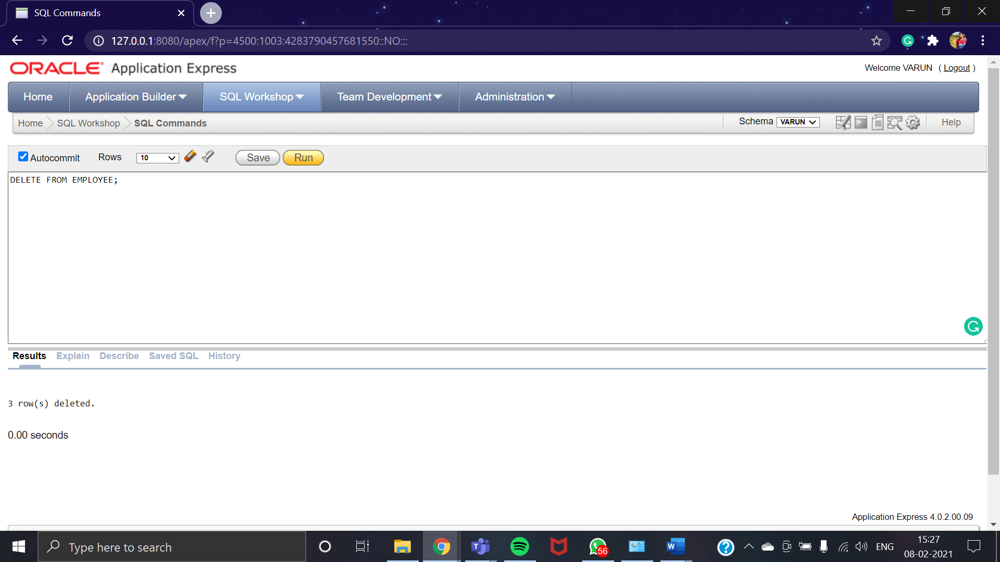 SQL Commands
127.0.0.1:8080/apex/f?p=4500:1003:4283790457681550::NO:::
ORACLE Application Express
Welcome VARUN ( Logout )
Home Application Builder SQL Workshop Team Development Administration
Home SQL Workshop SQL Commands Schema VARUN Help
Autocommit Rows 10 Save Run
DELETE FROM EMPLOYEE;
Results Explain Describe Saved SQL History
3 row(s) deleted.
0.00 seconds
Application Express 4.0.2.00.09
Type here to search
56
ENG
15:27
08-02-2021